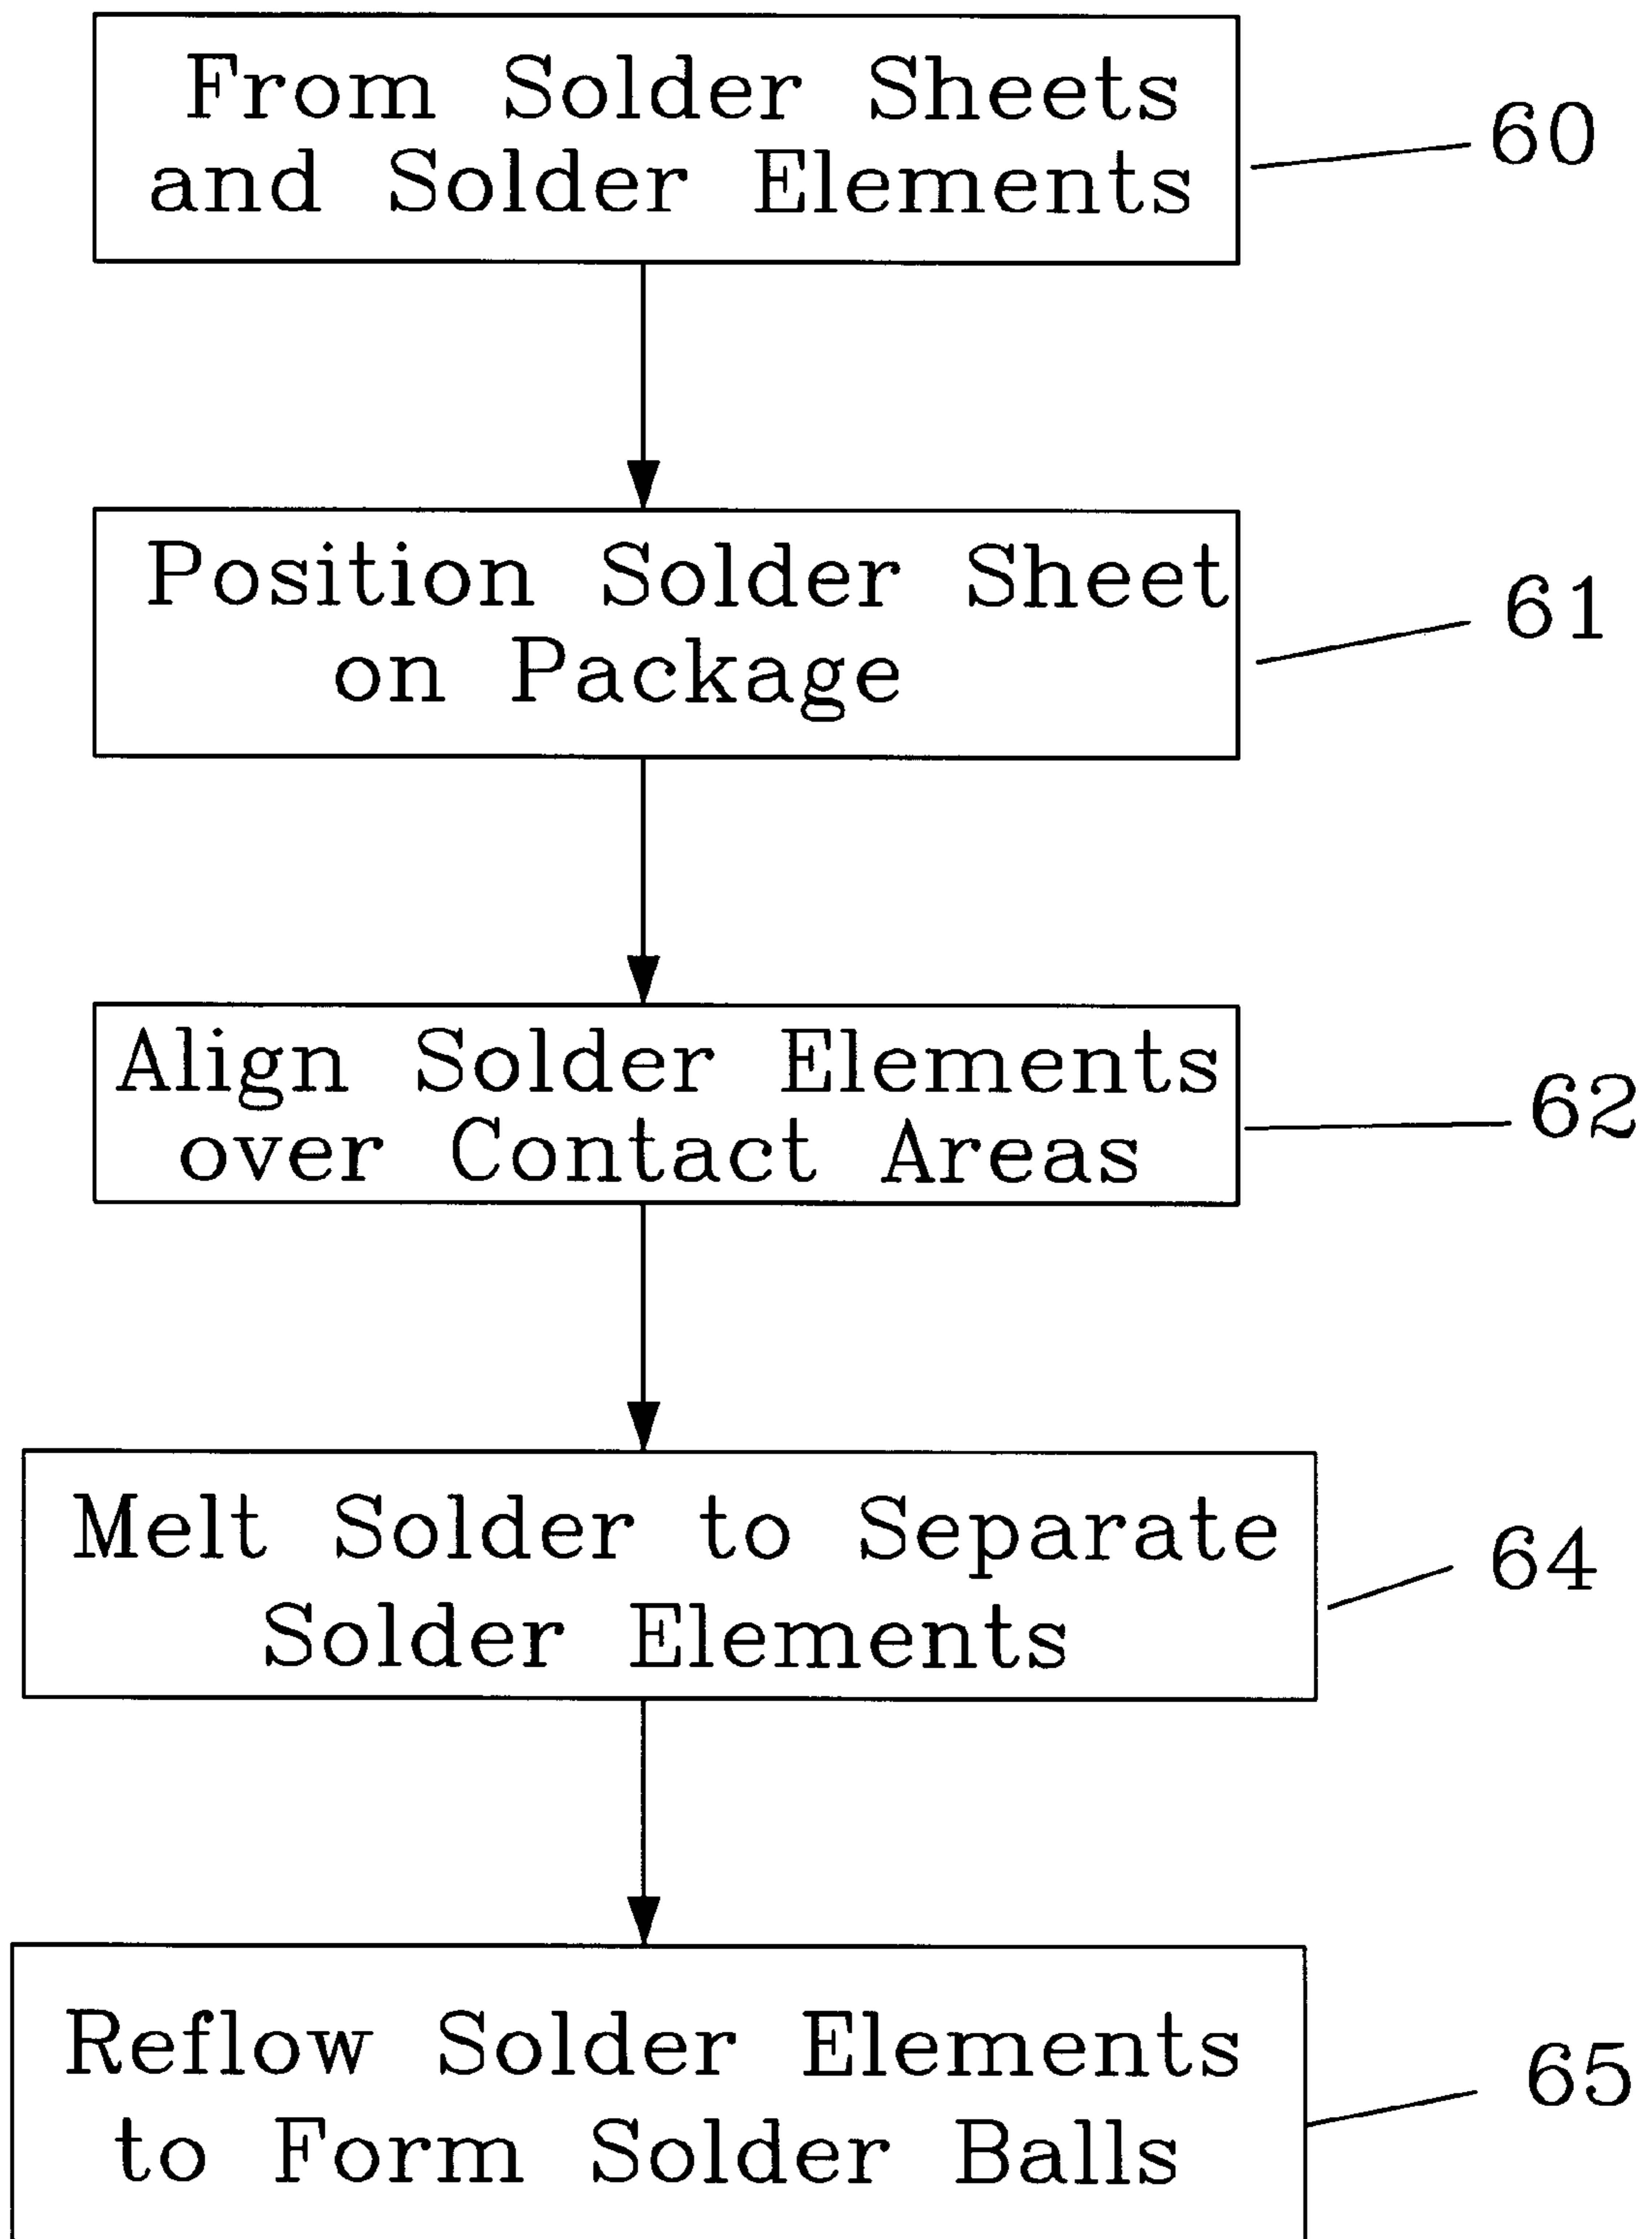 From Solder Sheets
and Solder Elements
60
Position Solder Sheet
on Package
61
Align Solder Elements
over Contact Areas
62
Melt Solder to Separate
Solder Elements
64
Reflow Solder Elements
to Form Solder Balls
65